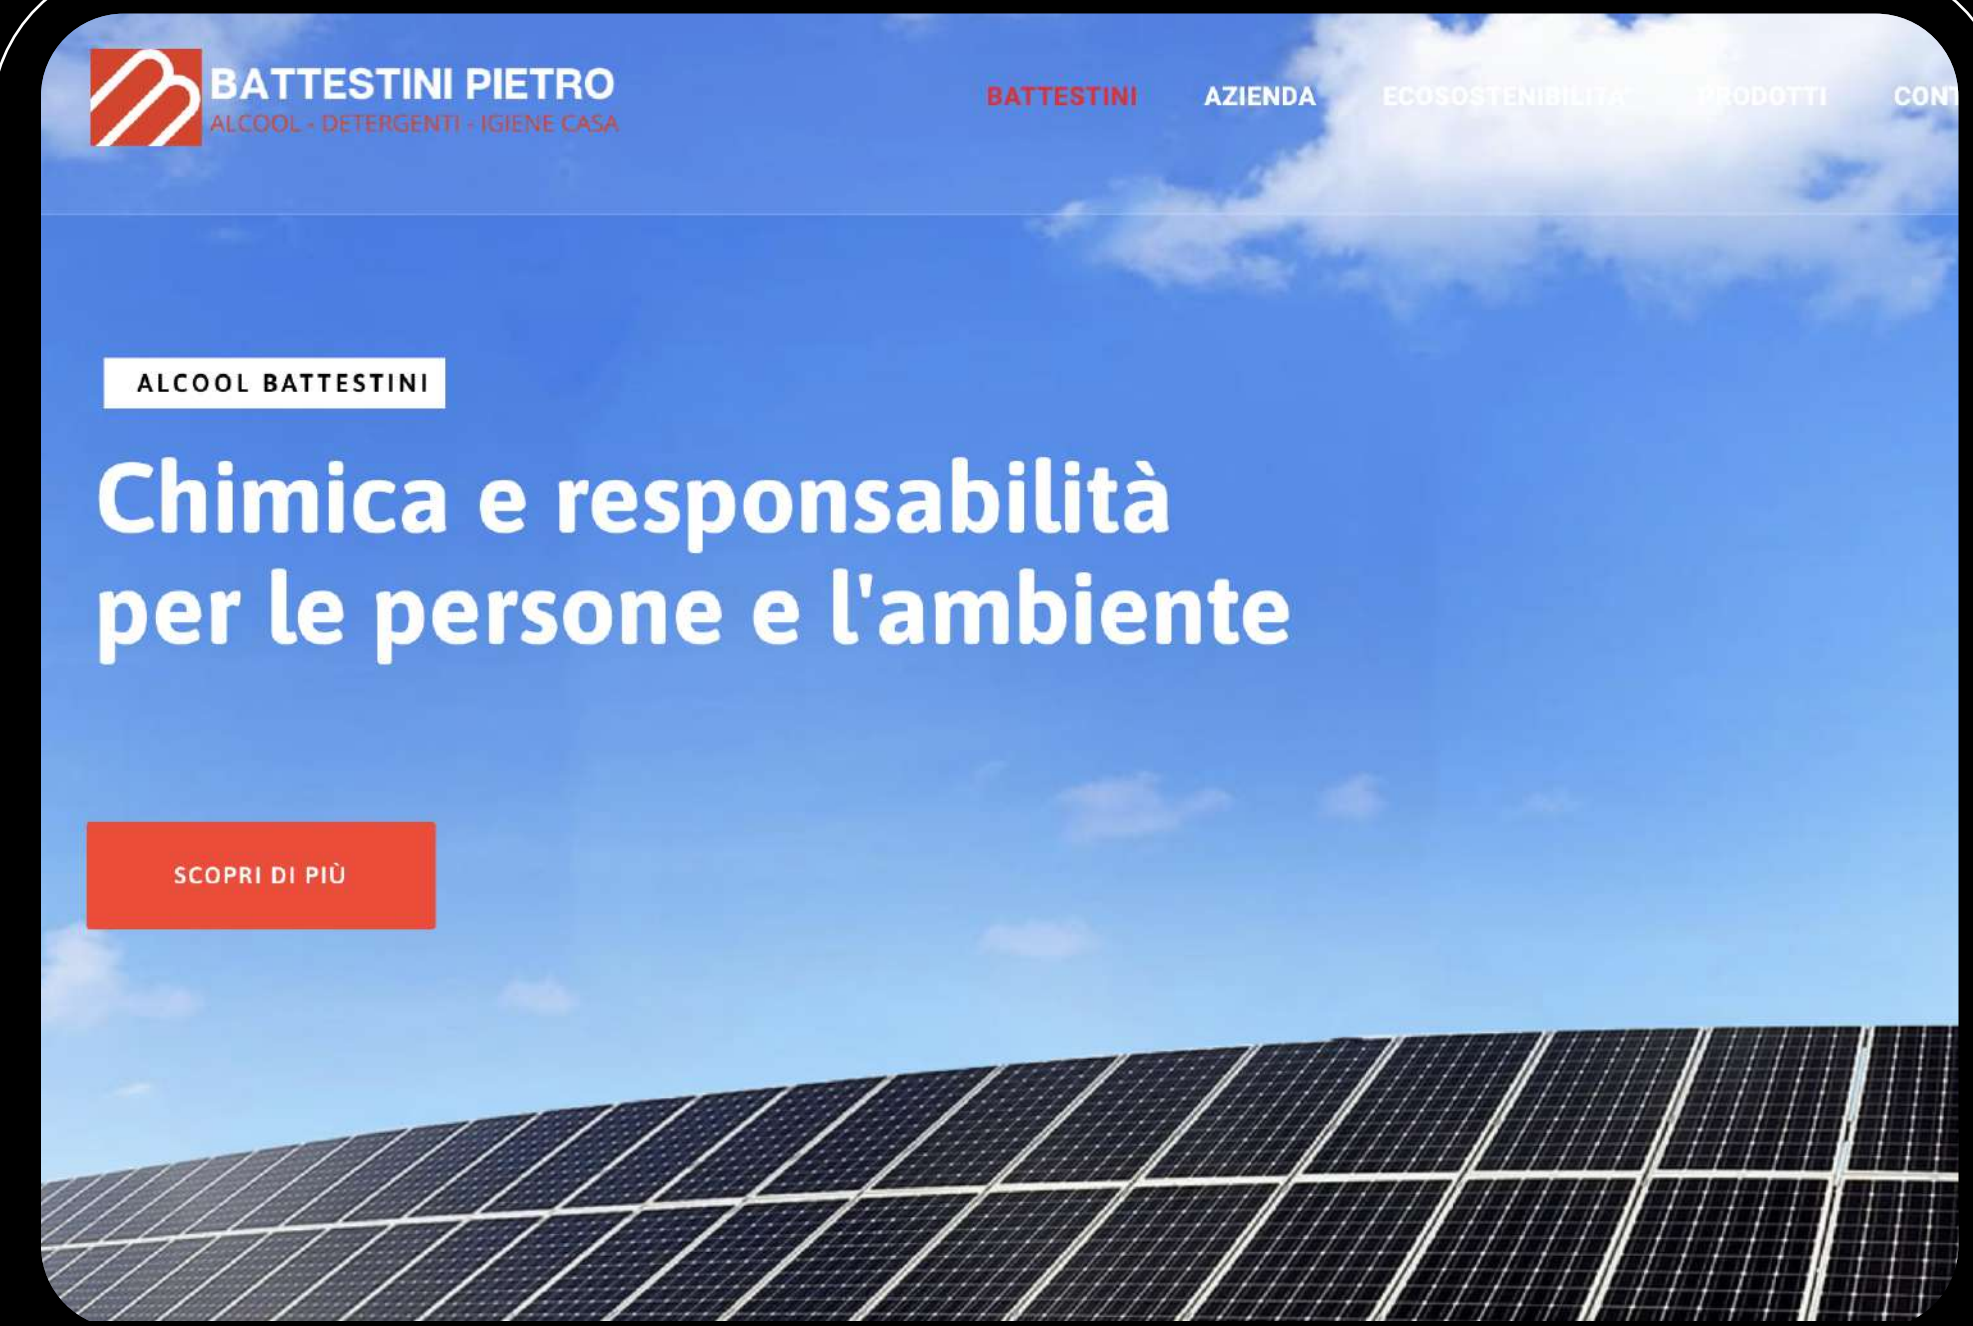 BATTESTINI PIETRO
ALCOOL - DETERGENTI - IGIENE CASA
BATTESTINI AZIENDA ECOSOSTENIBILITA' PRODOTTI
ALCOOL BATTESTINI
Chimica e responsabilità
per le persone e l'ambiente
SCOPRI DI PIÙ